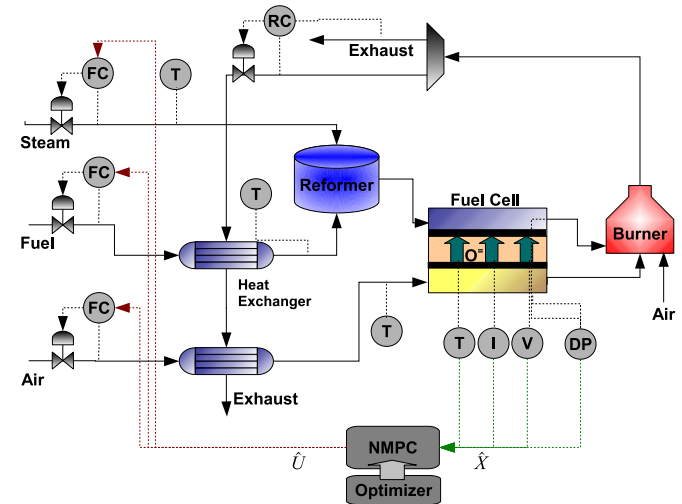 RC
Exhaust
FC
T
Steam
FC
Reformer
Fuel Cell
T
Fuel
O=
Burner
Heat
Exchanger
FC
Air
T
T
I
V
DP
Air
Exhaust
NMPC
Û
X̂
Optimizer